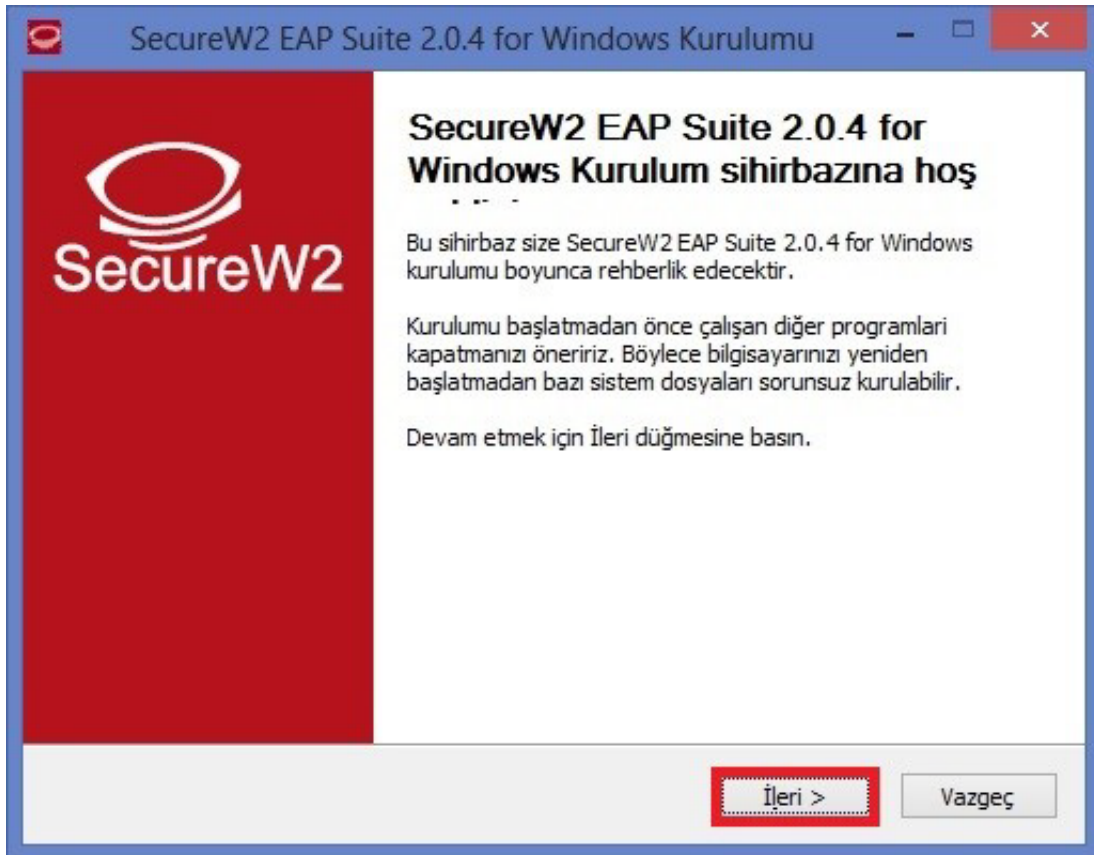 SecureW2 EAP Suite 2.0.4 for Windows Kurulumu
SecureW2 EAP Suite 2.0.4 for
Windows Kurulum sihirbazına hoş
SecureW2
Bu sihirbaz size SecureW2 EAP Suite 2.0.4 for Windows
kurulumu boyunca rehberlik edecektir.
Kurulumu başlatmadan önce çalışan diğer programlari
kapatmanızı öneririz. Böylece bilgisayarınızı yeniden
başlatmadan bazı sistem dosyaları sorunsuz kurulabilir.
Devam etmek için İleri düğmesine basın.
İleri >
Vazgeç